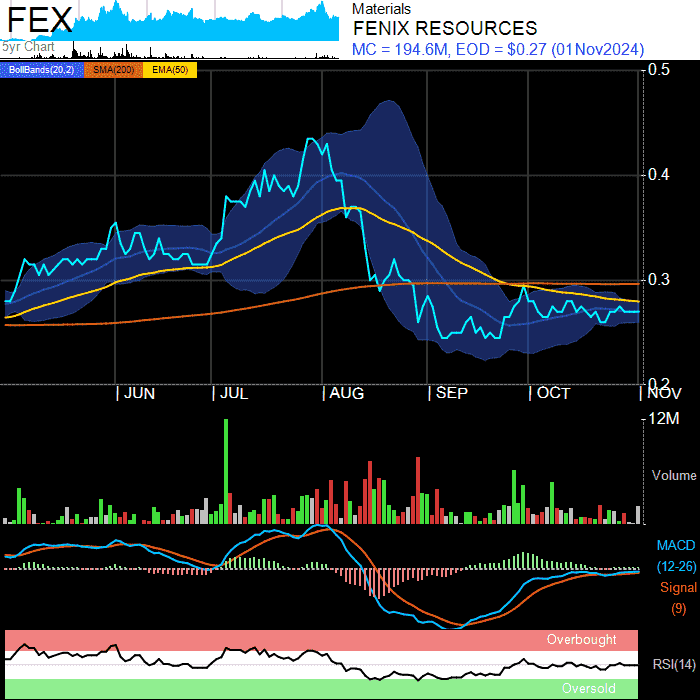 FEX
5yr Chart
Materials
FENIX RESOURCES
MC = 194.6M, EOD = $0.27 (01Nov2024)
BollBands(20,2) SMA(200) EMA(50)
0.5
0.4
0.3
0.2
JUN JUL AUG SEP OCT NOV
12M
Volume
MACD
(12-26)
Signal
(9)
Overbought
RSI(14)
Oversold